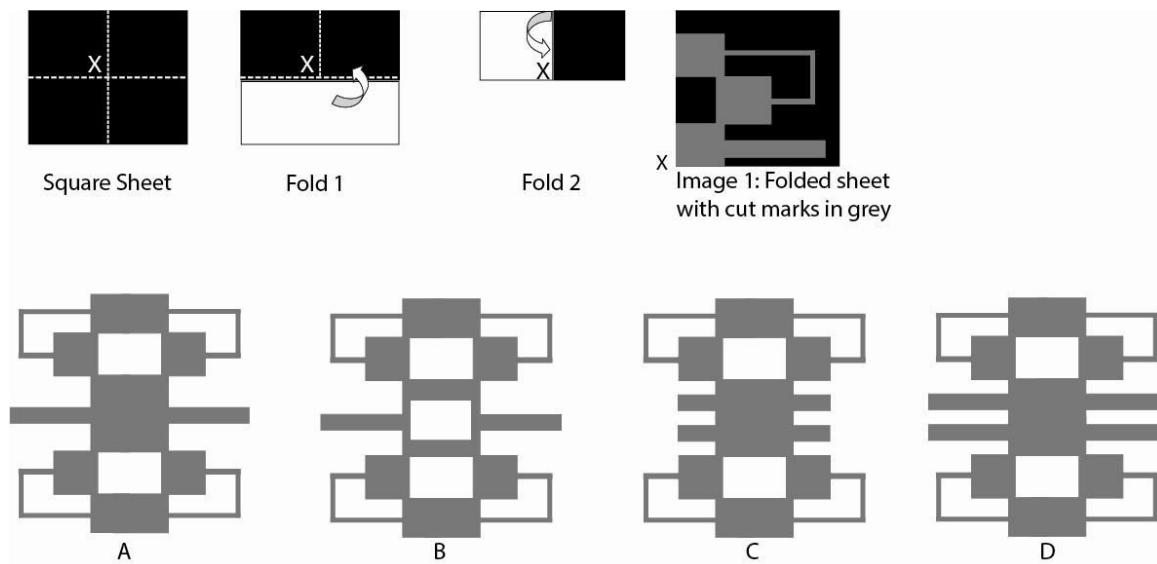 X
X
X
X
Square Sheet
Fold 1
Fold 2
Image 1: Folded sheet
with cut marks in grey
A
B
C
D